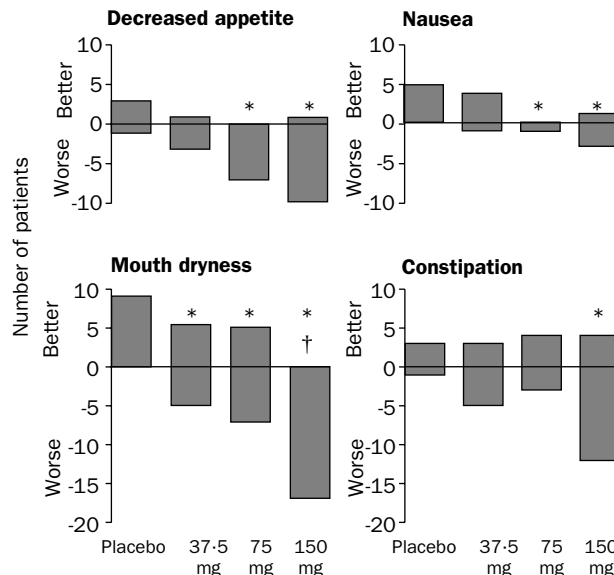 Decreased appetite
Nausea
10
5
0
-5
-10
Better
Worse
* *
10
5
0
-5
-10
Better
Worse
* *
Number of patients
Mouth dryness
Constipation
10
5
0
-5
-10
-15
-20
Better
Worse
* * *
†
10
5
0
-5
-10
-15
-20
Better
Worse
*
Placebo 37·5 75 150
mg mg mg
Placebo 37·5 75 150
mg mg mg